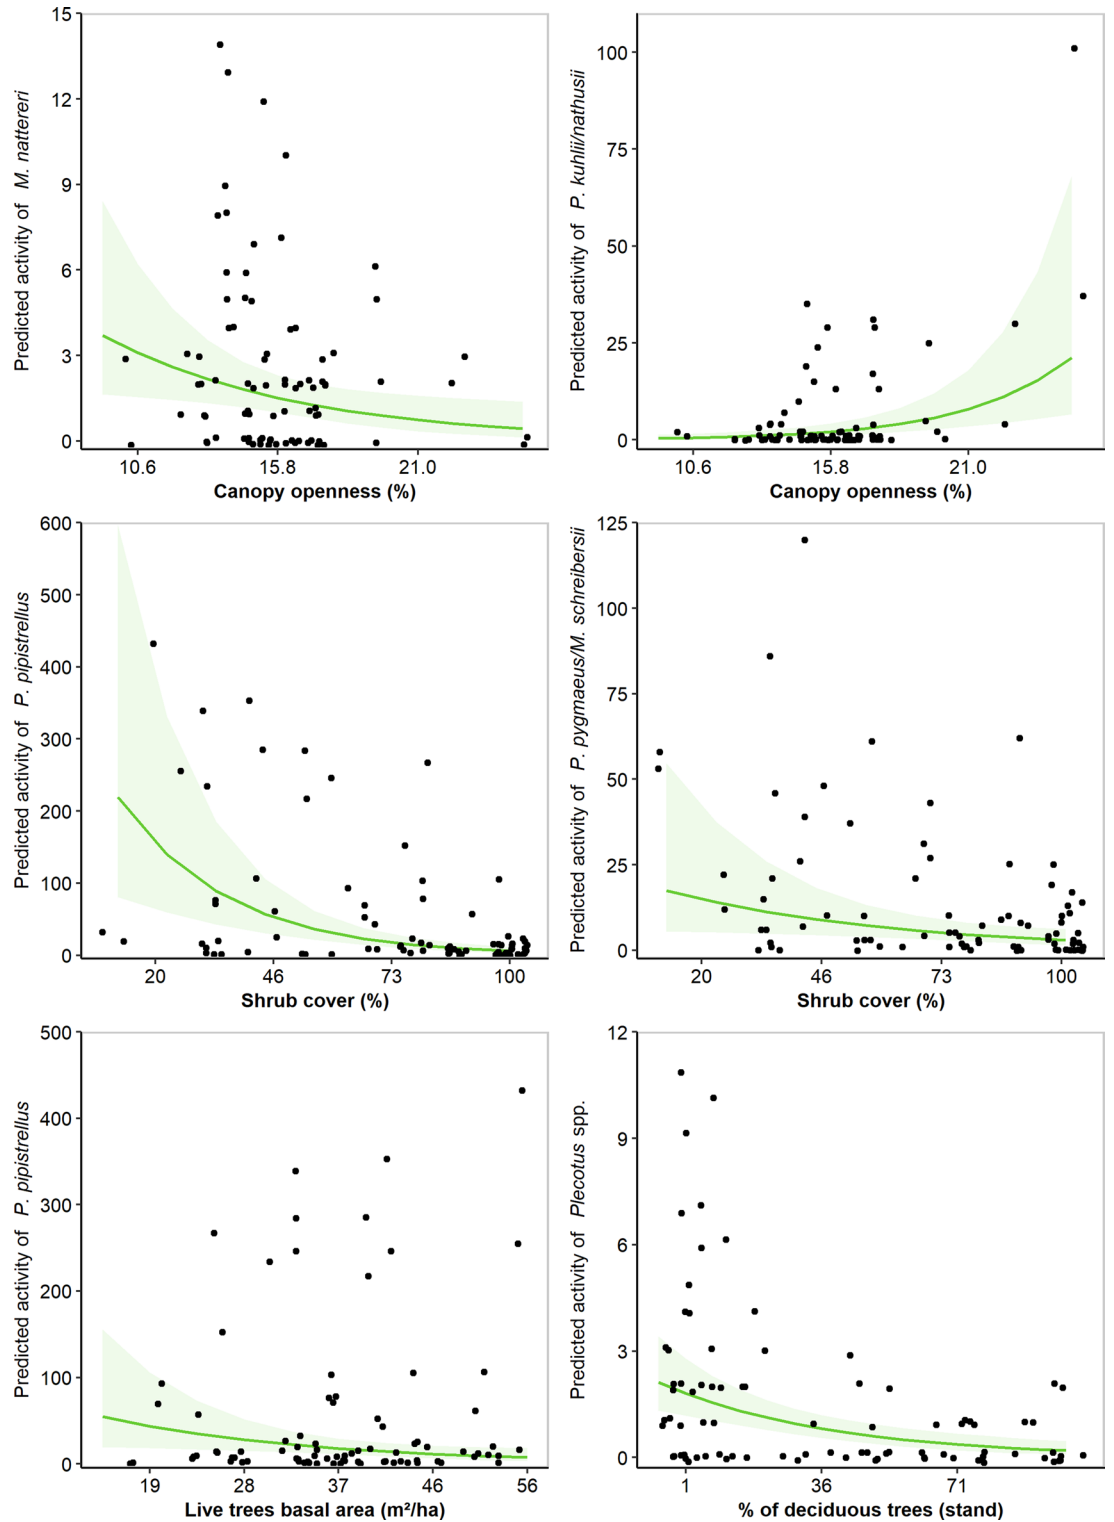 Predicted activity of M. nattereri
15
12
9
6
3
0
10.6 15.8 21.0
Canopy openness (%)
Predicted activity of P. kuhlii/nathusii
100
75
50
25
0
10.6 15.8 21.0
Canopy openness (%)
Predicted activity of P. pipistrellus
600
500
400
300
200
100
0
20 46 73 100
Shrub cover (%)
Predicted activity of P. pygmaeus/M. schreibersii
125
100
75
50
25
0
20 46 73 100
Shrub cover (%)
Predicted activity of P. pipistrellus
500
400
300
200
100
0
19 28 37 46 56
Live trees basal area (m²/ha)
Predicted activity of Plecotus spp.
12
9
6
3
0
1 36 71
% of deciduous trees (stand)